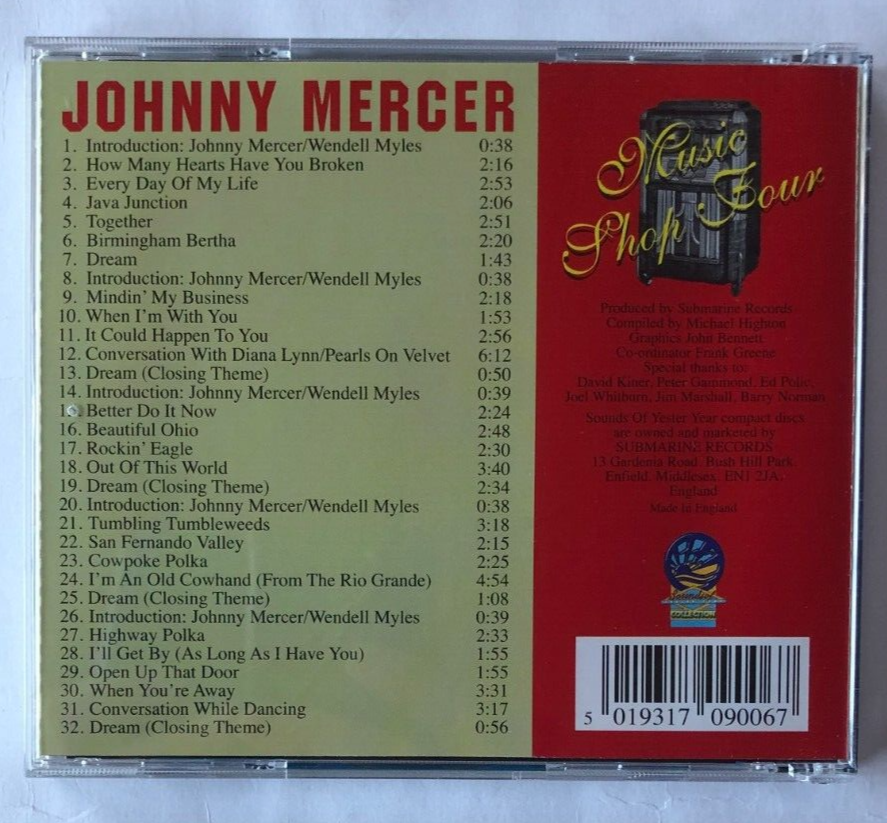 JOHNNY MERCER
1. Introduction: Johnny Mercer/Wendell Myles 0:38
2. How Many Hearts Have You Broken 2:16
3. Every Day Of My Life 2:53
4. Java Junction 2:06
5. Together 2:51
6. Birmingham Bertha 2:20
7. Dream 1:43
8. Introduction: Johnny Mercer/Wendell Myles 0:38
9. Mindin' My Business 2:18
10. When I'm With You 1:53
11. It Could Happen To You 2:56
12. Conversation With Diana Lynn/Pearls On Velvet 6:12
13. Dream (Closing Theme) 0:50
14. Introduction: Johnny Mercer/Wendell Myles 0:39
Better Do It Now 2:24
16. Beautiful Ohio 2:48
17. Rockin' Eagle 2:30
18. Out Of This World 3:40
19. Dream (Closing Theme) 2:34
20. Introduction: Johnny Mercer/Wendell Myles 0:38
21. Tumbling Tumbleweeds 3:18
22. San Fernando Valley 2:15
23. Cowpoke Polka 2:25
24. I'm An Old Cowhand (From The Rio Grande) 4:54
25. Dream (Closing Theme) 1:08
26. Introduction: Johnny Mercer/Wendell Myles 0:39
27. Highway Polka 2:33
28. I'll Get By (As Long As I Have You) 1:55
29. Open Up That Door 1:55
30. When You're Away 3:31
31. Conversation While Dancing 3:17
32. Dream (Closing Theme) 0:56
Music
Shop Four
Produced by Submarine Records
Compiled by Michael Highton
Graphics John Bennett
Co-ordinator Frank Greene
Special thanks to:
David Kiner, Peter Gammond, Ed Polic,
Joel Whitburn, Jim Marshall, Barry Norman
Sounds Of Yester Year compact discs
are owned and marketed by
SUBMARINE RECORDS
13 Gardenia Road, Bush Hill Park,
Enfield, Middlesex, EN1 2JA.
England
Made In England
COLLECTION
5 019317 090067